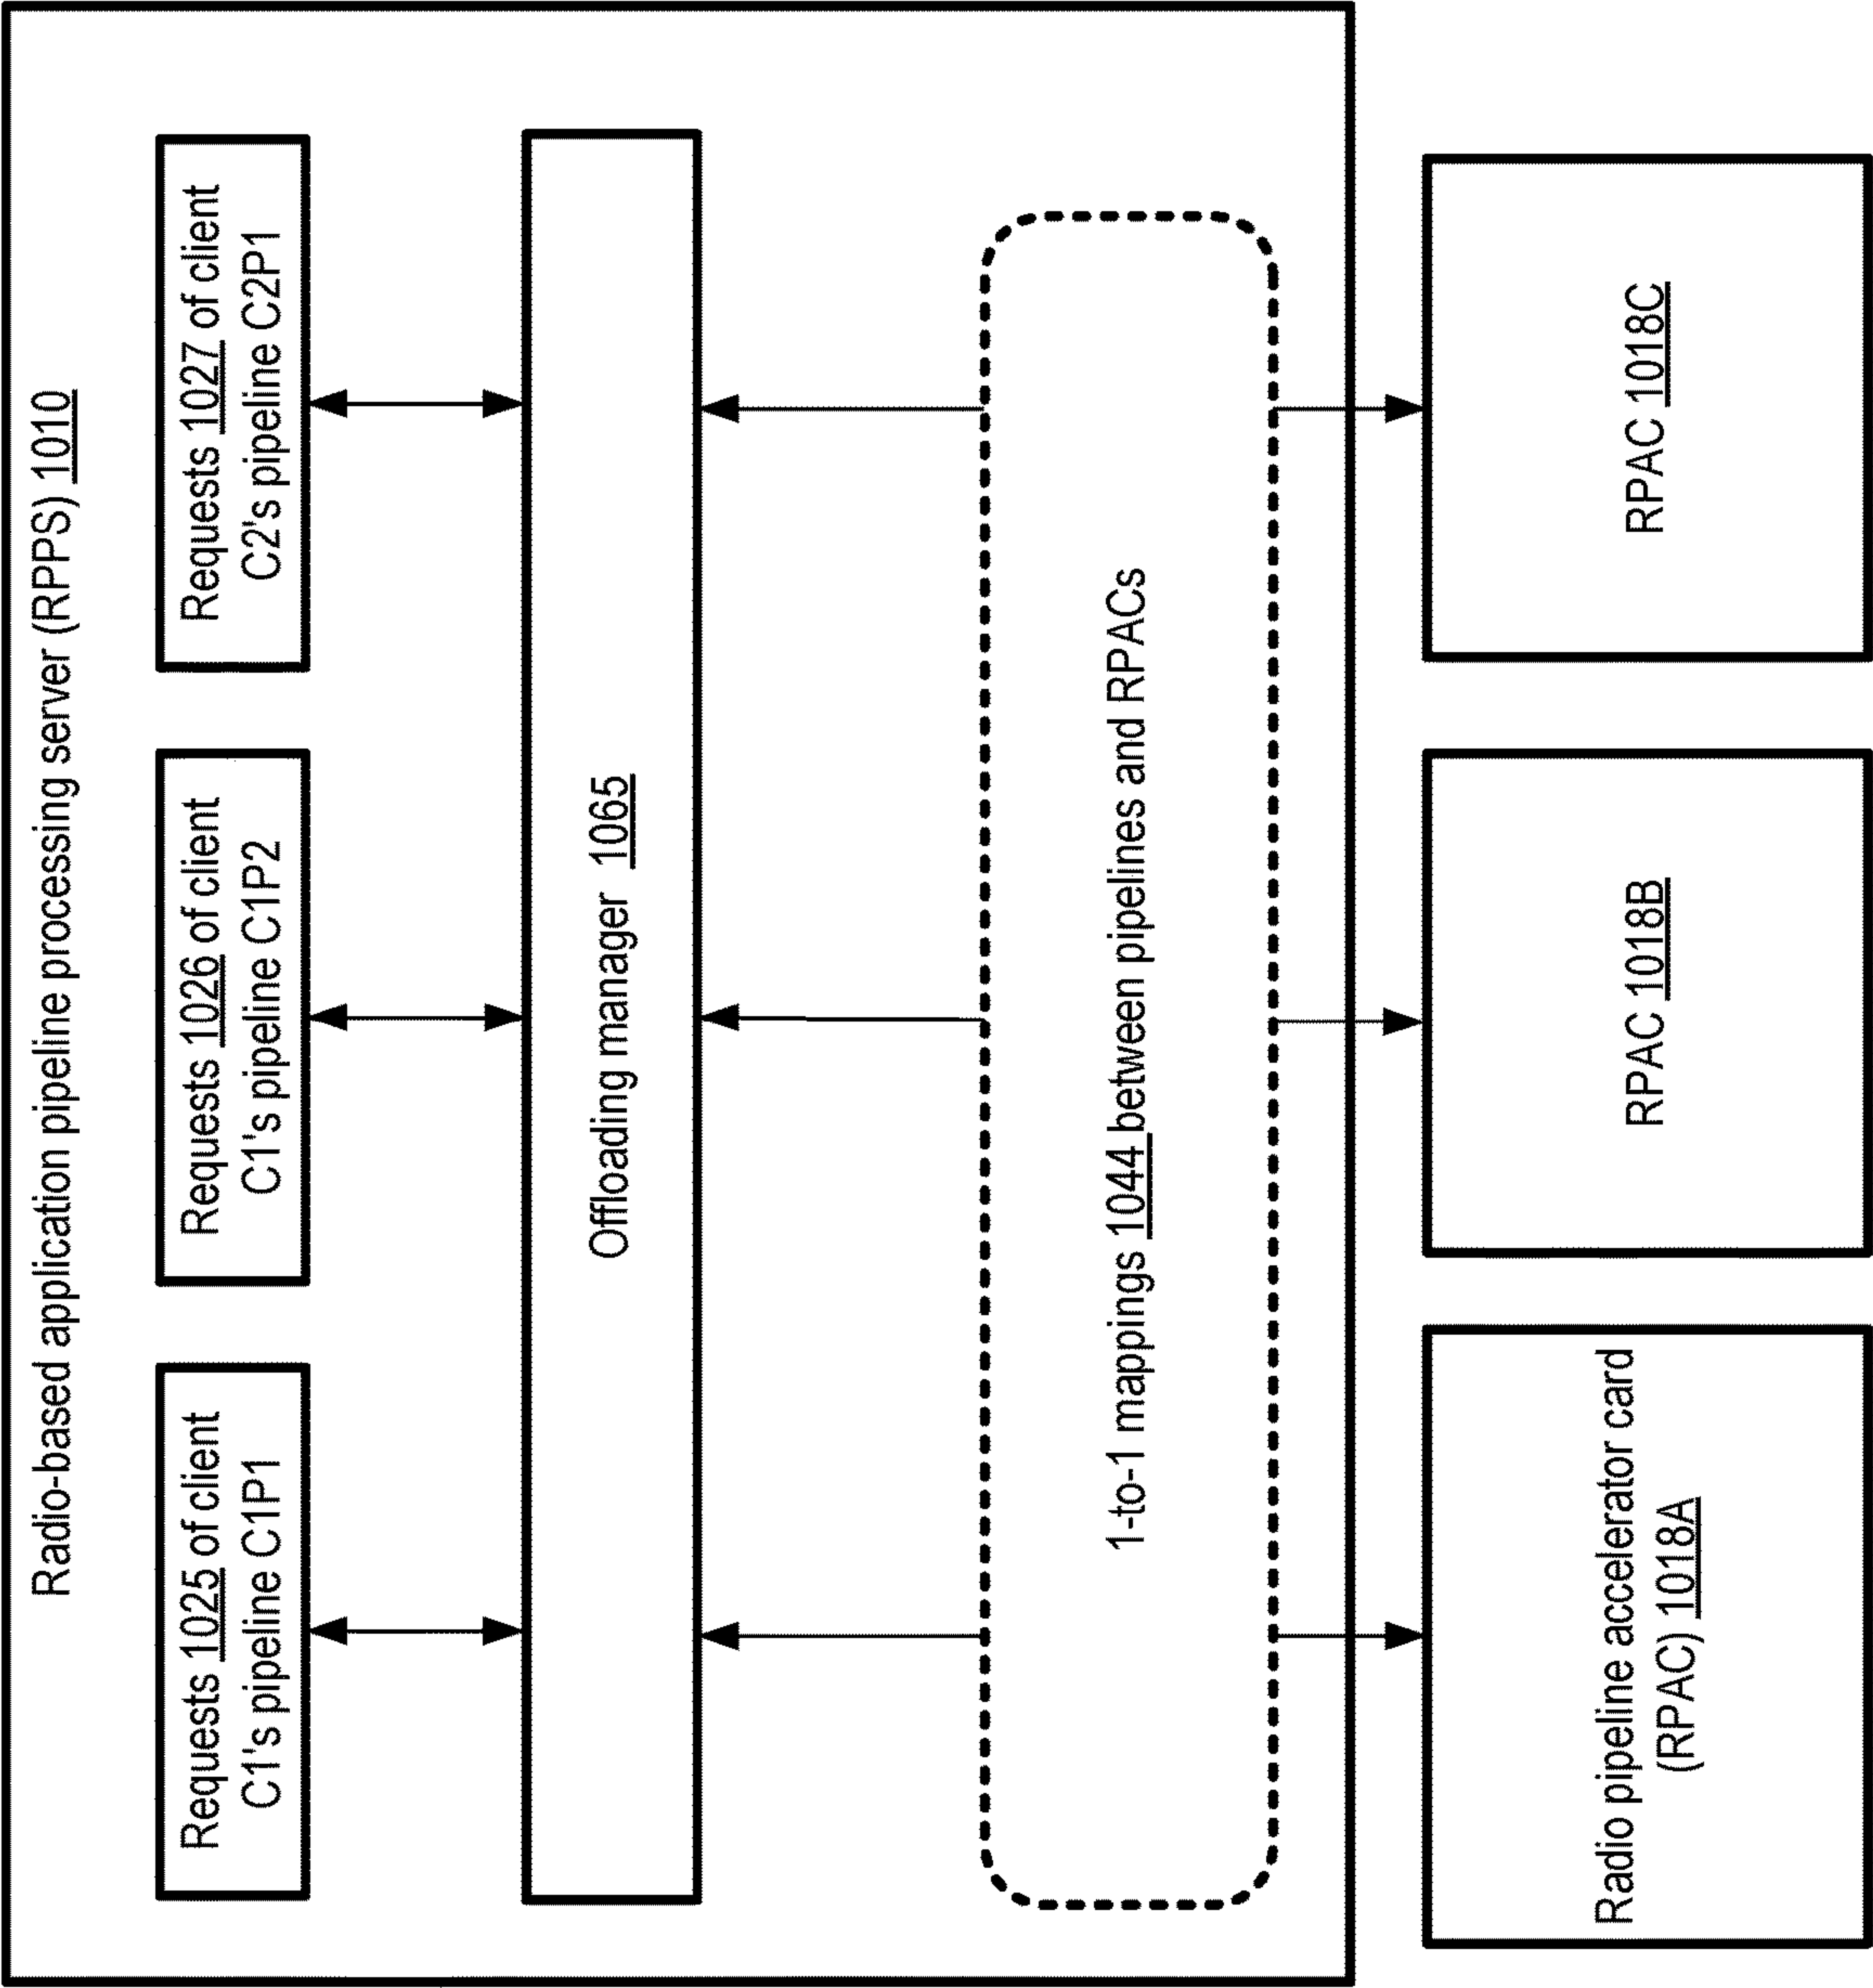 Radio-based application pipeline processing server (RPPS) 1010
Requests 1025 of client
C1's pipeline C1P1
Requests 1026 of client
C1's pipeline C1P2
Requests 1027 of client
C2's pipeline C2P1
Offloading manager 1065
1-to-1 mappings 1044 between pipelines and RPACs
Radio pipeline accelerator card
(RPAC) 1018A
RPAC 1018B
RPAC 1018C